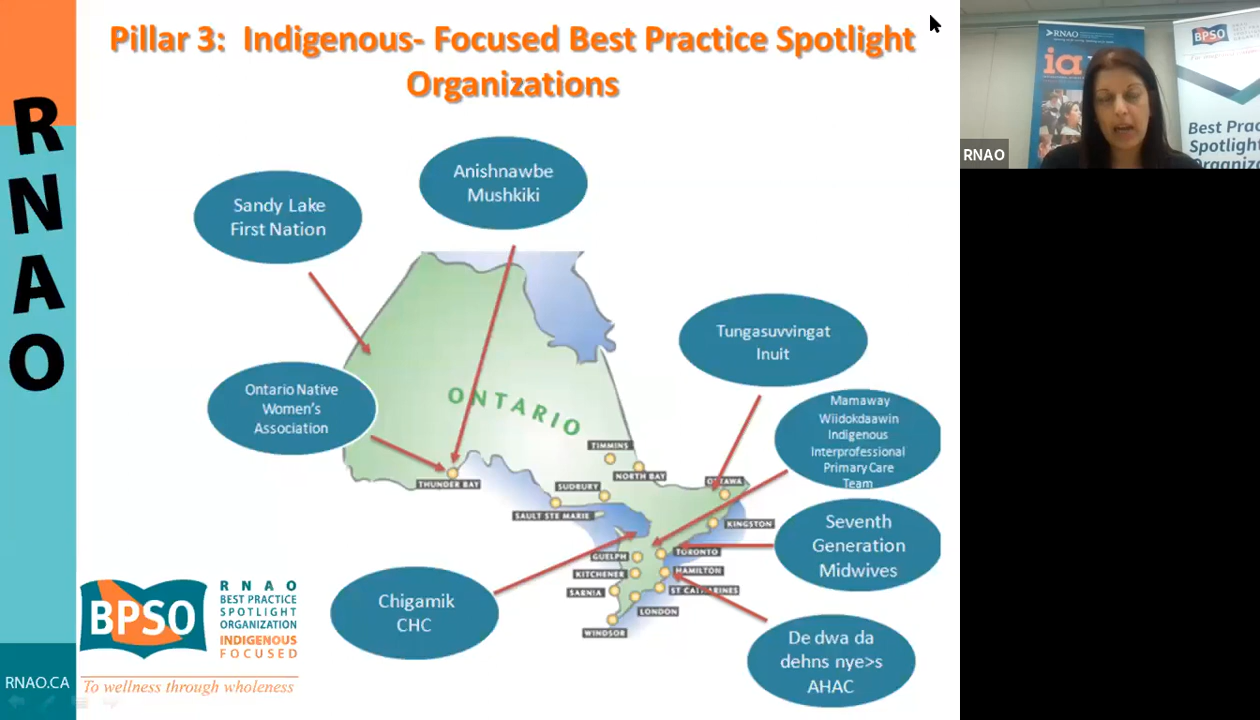 Pillar 3: Indigenous- Focused Best Practice Spotlight
Organizations
RNAO
RNAO.CA
Sandy Lake
First Nation
Anishnawbe
Mushkiki
Ontario Native
Women's
Association
Tungasuvvingat
Inuit
Mamaway
Wiidokdaawin
Indigenous
Interprofessional
Primary Care
Team
Seventh
Generation
Midwives
De dwa da
dehns nye>s
AHAC
Chigamik
CHC
ONTARIO
TIMMINS
NORTH BAY
THUNDER BAY
SUDBURY
SAULT STE MARIE
OTTAWA
KINGSTON
GUELPH
TORONTO
KITCHENER
HAMILTON
SARNIA
ST CATHARINES
LONDON
WINDSOR
BPSO
RNAO
BEST PRACTICE
SPOTLIGHT
ORGANIZATION
INDIGENOUS
FOCUSED
To wellness through wholeness
RNAO
RNAO
ia
BPSO
Best Prac
Spotligh
Organiza